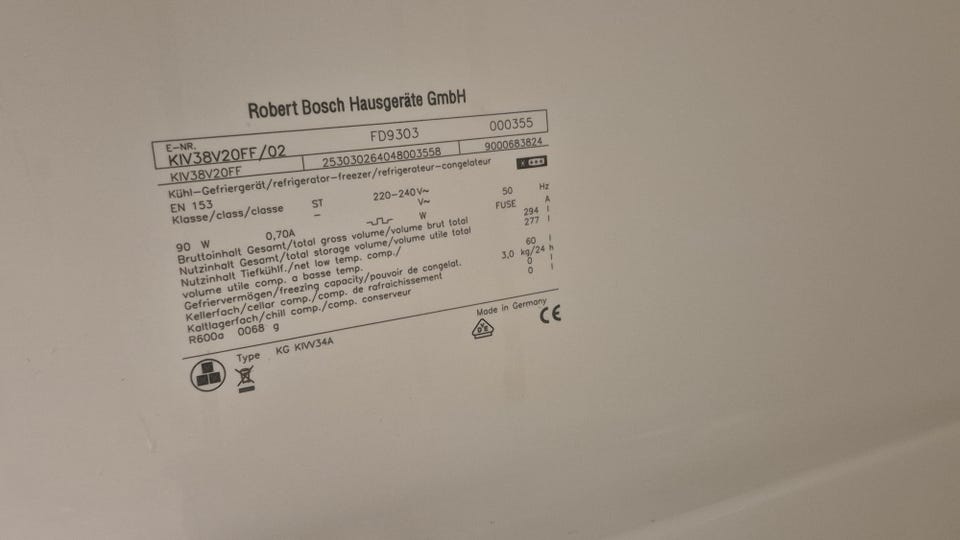 Robert Bosch Hausgeräte GmbH
E-NR. KIV38V20FF/02 FD9303 000355
KIV38V20FF 253030264048003558 9000683824
Kühl-Gefriergerät/refrigerator-freezer/refrigerateur-congelateur
EN 153 ST 220-240V~ 50 Hz
Klasse/class/classe - V~ FUSE A
90 W 0,70A W
Bruttoinhalt Gesamt/total gross volume/volume brut total 294 l
Nutzinhalt Gesamt/total storage volume/volume utile total 277 l
Nutzinhalt Tiefkühlf./net low temp. comp./
volume utile comp. a basse temp. 60 l
Gefriervermögen/freezing capacity/pouvoir de congelat. 3,0 kg/24 h
Kellerfach/cellar comp./comp. de rafraichissement 0 l
Kaltlagerfach/chill comp./comp. conserveur 0 l
R600a 0068 g
Type KG KIVV34A
Made in Germany
CE